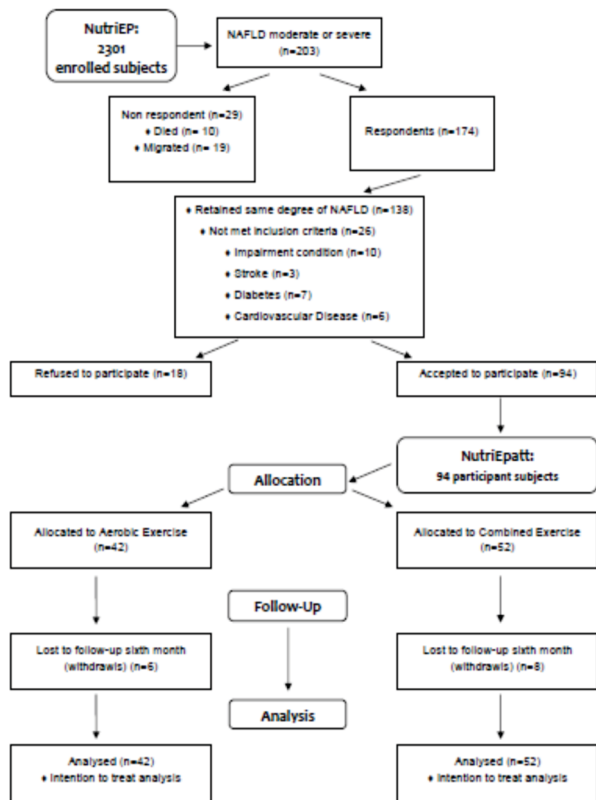 NutriEP:
2301
enrolled subjects
NAFLD moderate or severe
(n=203)
Non respondent (n=29)
♦ Died (n= 10)
♦ Migrated (n= 19)
Respondents (n=174)
♦ Retained same degree of NAFLD (n=138)
♦ Not met inclusion criteria (n=26)
♦ Impairment condition (n=10)
♦ Stroke (n=3)
♦ Diabetes (n=7)
♦ Cardiovascular Disease (n=6)
Refused to participate (n=18)
Accepted to participate (n=94)
NutriEpatt:
94 participant subjects
Allocation
Allocated to Aerobic Exercise
(n=42)
Allocated to Combined Exercise
(n=52)
Follow-Up
Lost to follow-up sixth month
(withdrawls) (n=6)
Lost to follow-up sixth month
(withdrawls) (n=8)
Analysis
Analysed (n=42)
♦ Intention to treat analysis
Analysed (n=52)
♦ Intention to treat analysis